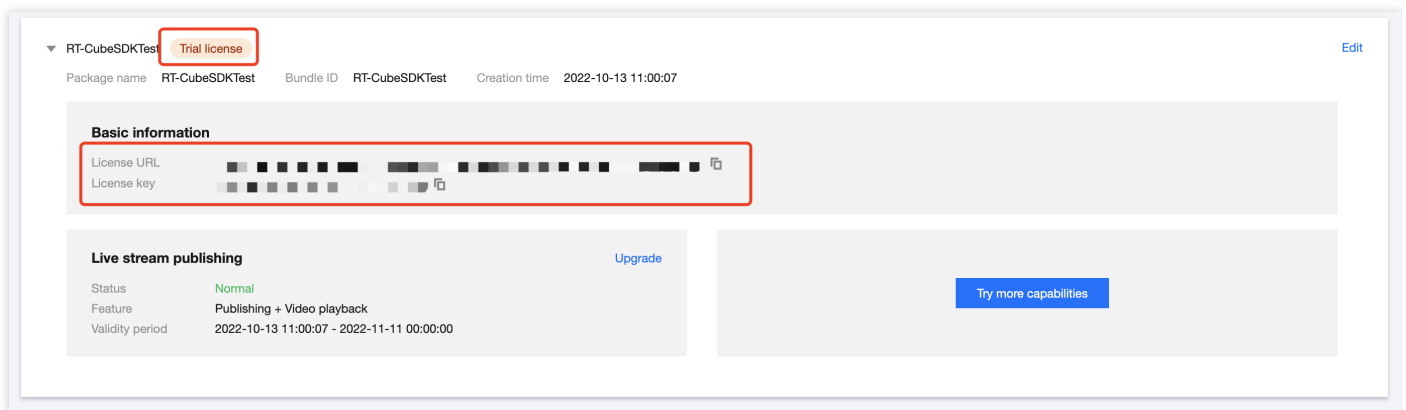 RT-CubeSDKTest Trial license Edit
Package name RT-CubeSDKTest Bundle ID RT-CubeSDKTest Creation time 2022-10-13 11:00:07
Basic information
License URL
License key
Live stream publishing Upgrade
Status Normal
Feature Publishing + Video playback
Validity period 2022-10-13 11:00:07 - 2022-11-11 00:00:00
Try more capabilities